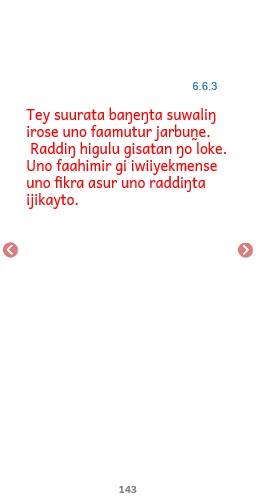 6.6.3
Tey suurata baŋeŋta suwaliŋ
irose uno faamutur jarbuṉe.
Raddiŋ higulu gisatan ŋo loke.
Uno faahimir gi iwiiyekmense
uno fikra asur uno raddiŋta
ijikayto.
143